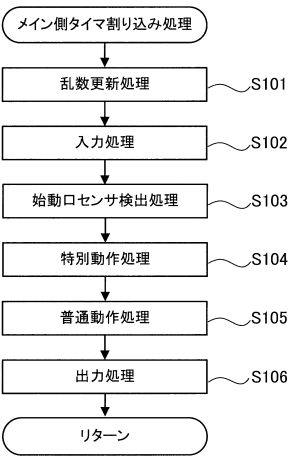 メイン側タイマ割り込み処理
乱数更新処理 S101
入力処理 S102
始動口センサ検出処理 S103
特別動作処理 S104
普通動作処理 S105
出力処理 S106
リターン